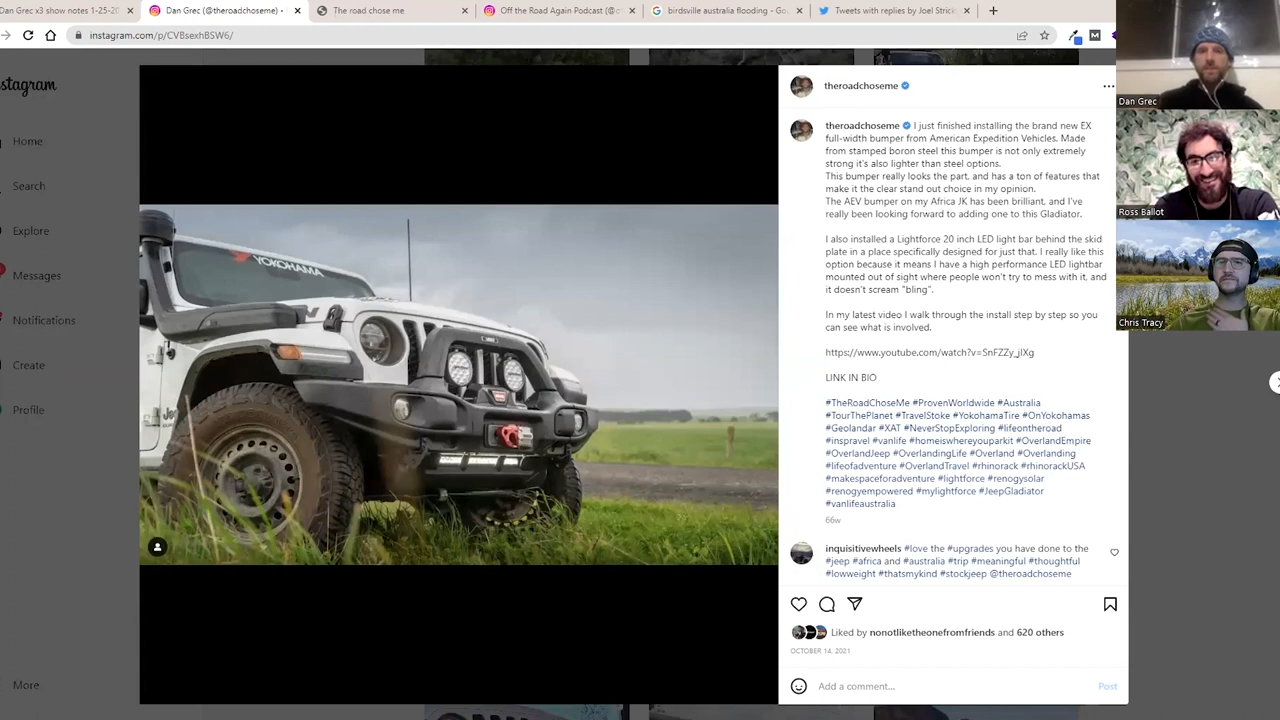 Dan Grec x3 show notes 1-25-20
Dan Grec (@theroadchoseme) •
The road chose me
Off the Road Again Podcast (@o
birdsville australia flooding - Go
Tweets with replies by Joel Strick
instagram.com/p/CVBsexhBSW6/
stagram
Home
Search
Explore
Messages
Notifications
Create
Profile
More
YOKOHAMA
Jeep
theroadchoseme
theroadchoseme I just finished installing the brand new EX
full-width bumper from American Expedition Vehicles. Made
from stamped boron steel this bumper is not only extremely
strong it's also lighter than steel options.
This bumper really looks the part, and has a ton of features that
make it the clear stand out choice in my opinion.
The AEV bumper on my Africa JK has been brilliant, and I've
really been looking forward to adding one to this Gladiator.
I also installed a Lightforce 20 inch LED light bar behind the skid
plate in a place specifically designed for just that. I really like this
option because it means I have a high performance LED lightbar
mounted out of sight where people won't try to mess with it, and
it doesn't scream "bling".
In my latest video I walk through the install step by step so you
can see what is involved.
https://www.youtube.com/watch?v=SnFZZy_jlXg
LINK IN BIO
#TheRoadChoseMe #ProvenWorldwide #Australia
#TourThePlanet #TravelStoke #YokohamaTire #OnYokohamas
#Geolandar #XAT #NeverStopExploring #lifeontheroad
#inspravel #vanlife #homeiswhereyouparkit #OverlandEmpire
#OverlandJeep #OverlandingLife #Overland #Overlanding
#lifeofadventure #OverlandTravel #rhinorack #rhinorackUSA
#makespaceforadventure #lightforce #renogysolar
#renogyempowered #mylightforce #JeepGladiator
#vanlifeaustralia
66w
inquisitivewheels #love the #upgrades you have done to the
#jeep #africa and #australia #trip #meaningful #thoughtful
#lowweight #thatsmykind #stockjeep @theroadchoseme
Liked by nonotliketheonefromfriends and 620 others
OCTOBER 14, 2021
Add a comment...
Post
Dan Grec
Ross Ballot
Chris Tracy